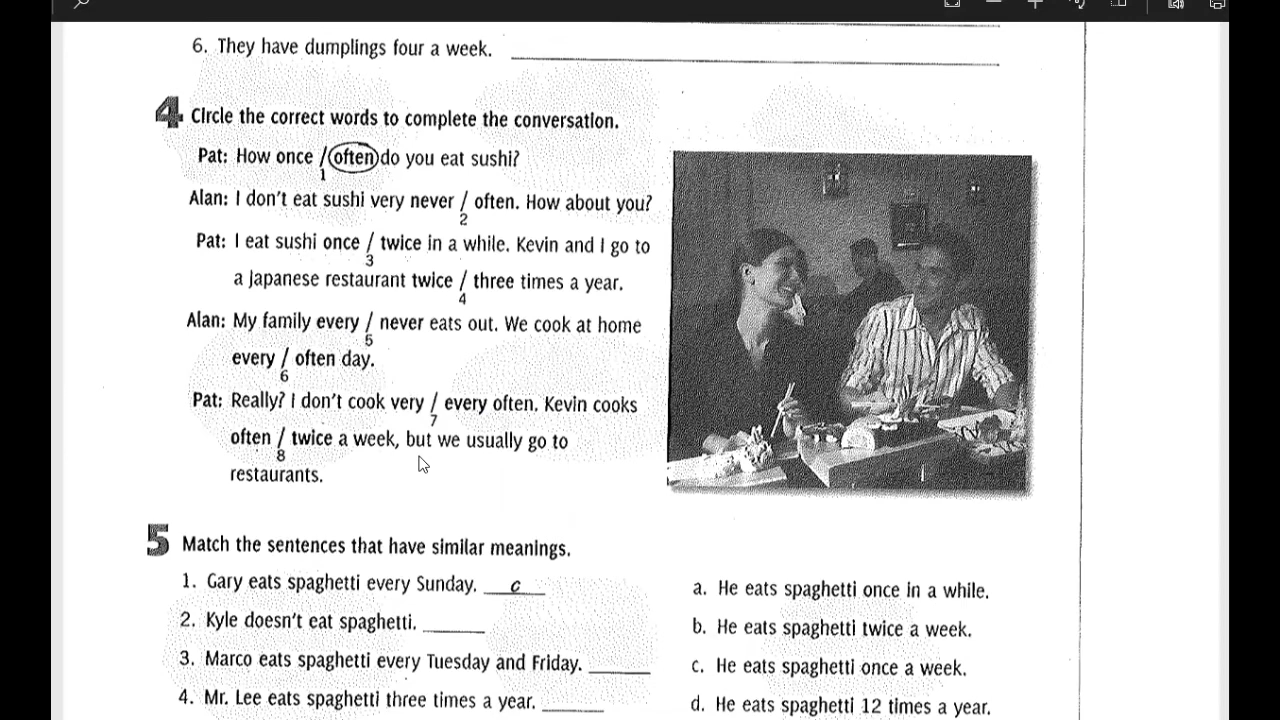 6. They have dumplings four a week.
4 Circle the correct words to complete the conversation.
Pat: How once / often do you eat sushi?
1
Alan: I don't eat sushi very never / often. How about you?
2
Pat: I eat sushi once / twice in a while. Kevin and I go to
3
a Japanese restaurant twice / three times a year.
4
Alan: My family every / never eats out. We cook at home
5
every / often day.
6
Pat: Really? I don't cook very / every often. Kevin cooks
7
often / twice a week, but we usually go to
8
restaurants.
5 Match the sentences that have similar meanings.
1. Gary eats spaghetti every Sunday. c
2. Kyle doesn't eat spaghetti.
3. Marco eats spaghetti every Tuesday and Friday.
4. Mr. Lee eats spaghetti three times a year.
a. He eats spaghetti once in a while.
b. He eats spaghetti twice a week.
c. He eats spaghetti once a week.
d. He eats spaghetti 12 times a year.